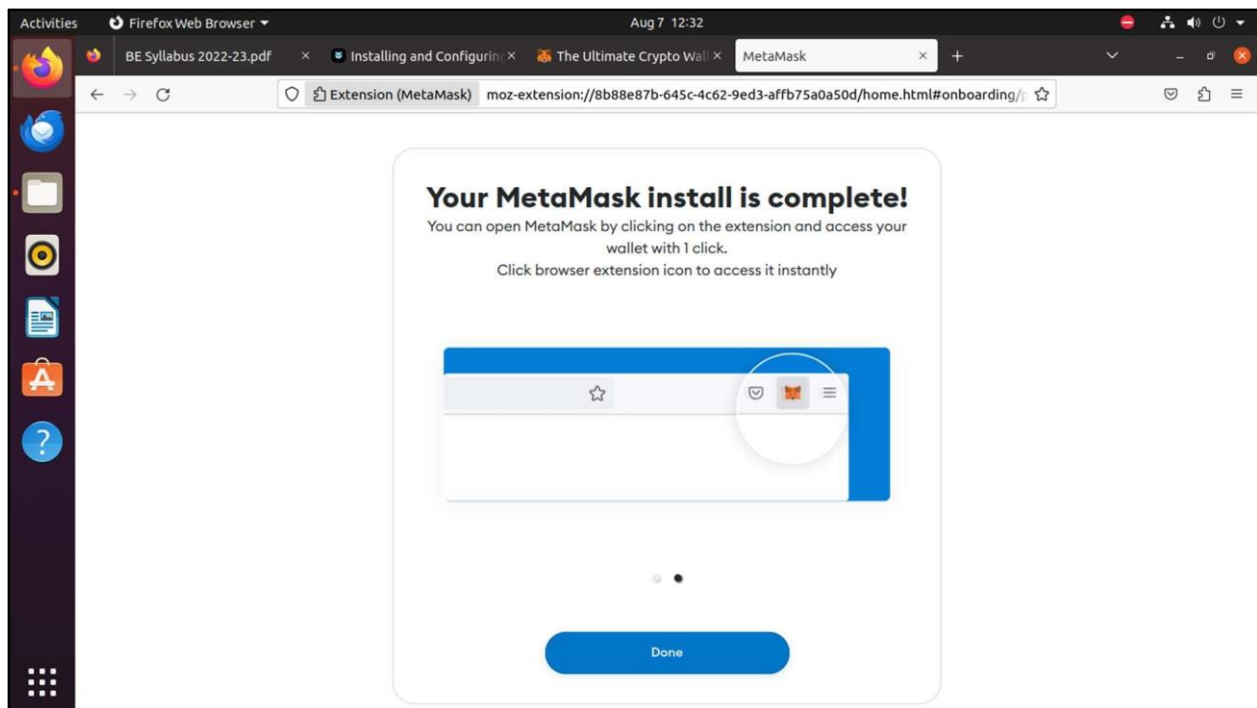 Activities
Firefox Web Browser
Aug 7 12:32
BE Syllabus 2022-23.pdf
Installing and Configurin
The Ultimate Crypto Wal
MetaMask
Extension (MetaMask)
moz-extension://8b88e87b-645c-4c62-9ed3-affb75a0a50d/home.html#onboarding/
Your MetaMask install is complete!
You can open MetaMask by clicking on the extension and access your
wallet with 1 click.
Click browser extension icon to access it instantly
Done